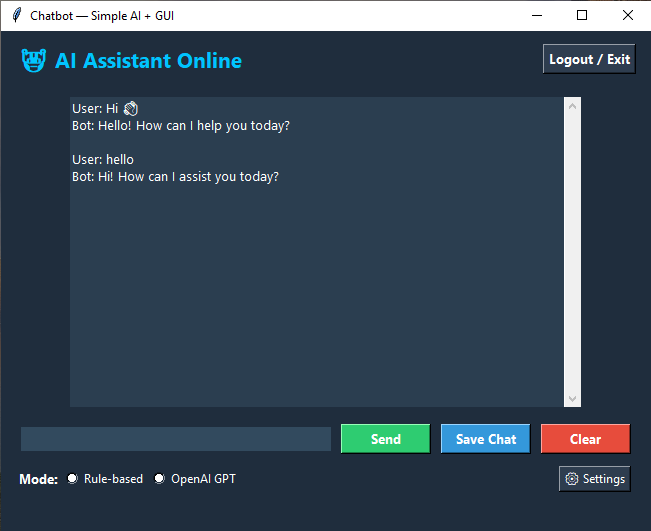 Chatbot — Simple AI + GUI
AI Assistant Online
Logout / Exit
User: Hi 👋
Bot: Hello! How can I help you today?
User: hello
Bot: Hi! How can I assist you today?
Send
Save Chat
Clear
Mode:
Rule-based
OpenAI GPT
Settings